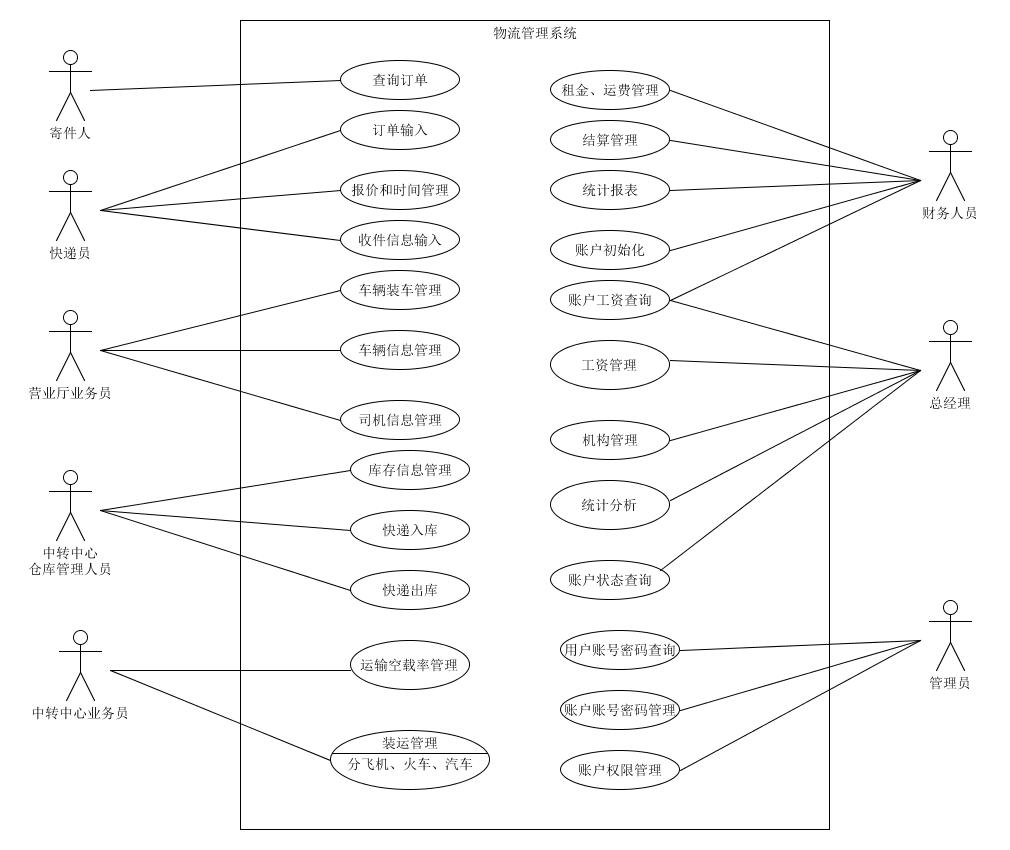 物流管理系统
寄件人
快递员
营业厅业务员
中转中心
仓库管理人员
中转中心业务员
查询订单
订单输入
报价和时间管理
收件信息输入
车辆装车管理
车辆信息管理
司机信息管理
库存信息管理
快递入库
快递出库
运输空载率管理
装运管理
分飞机、火车、汽车
租金、运费管理
结算管理
统计报表
账户初始化
账户工资查询
工资管理
机构管理
统计分析
账户状态查询
用户账号密码查询
账户账号密码管理
账户权限管理
财务人员
总经理
管理员